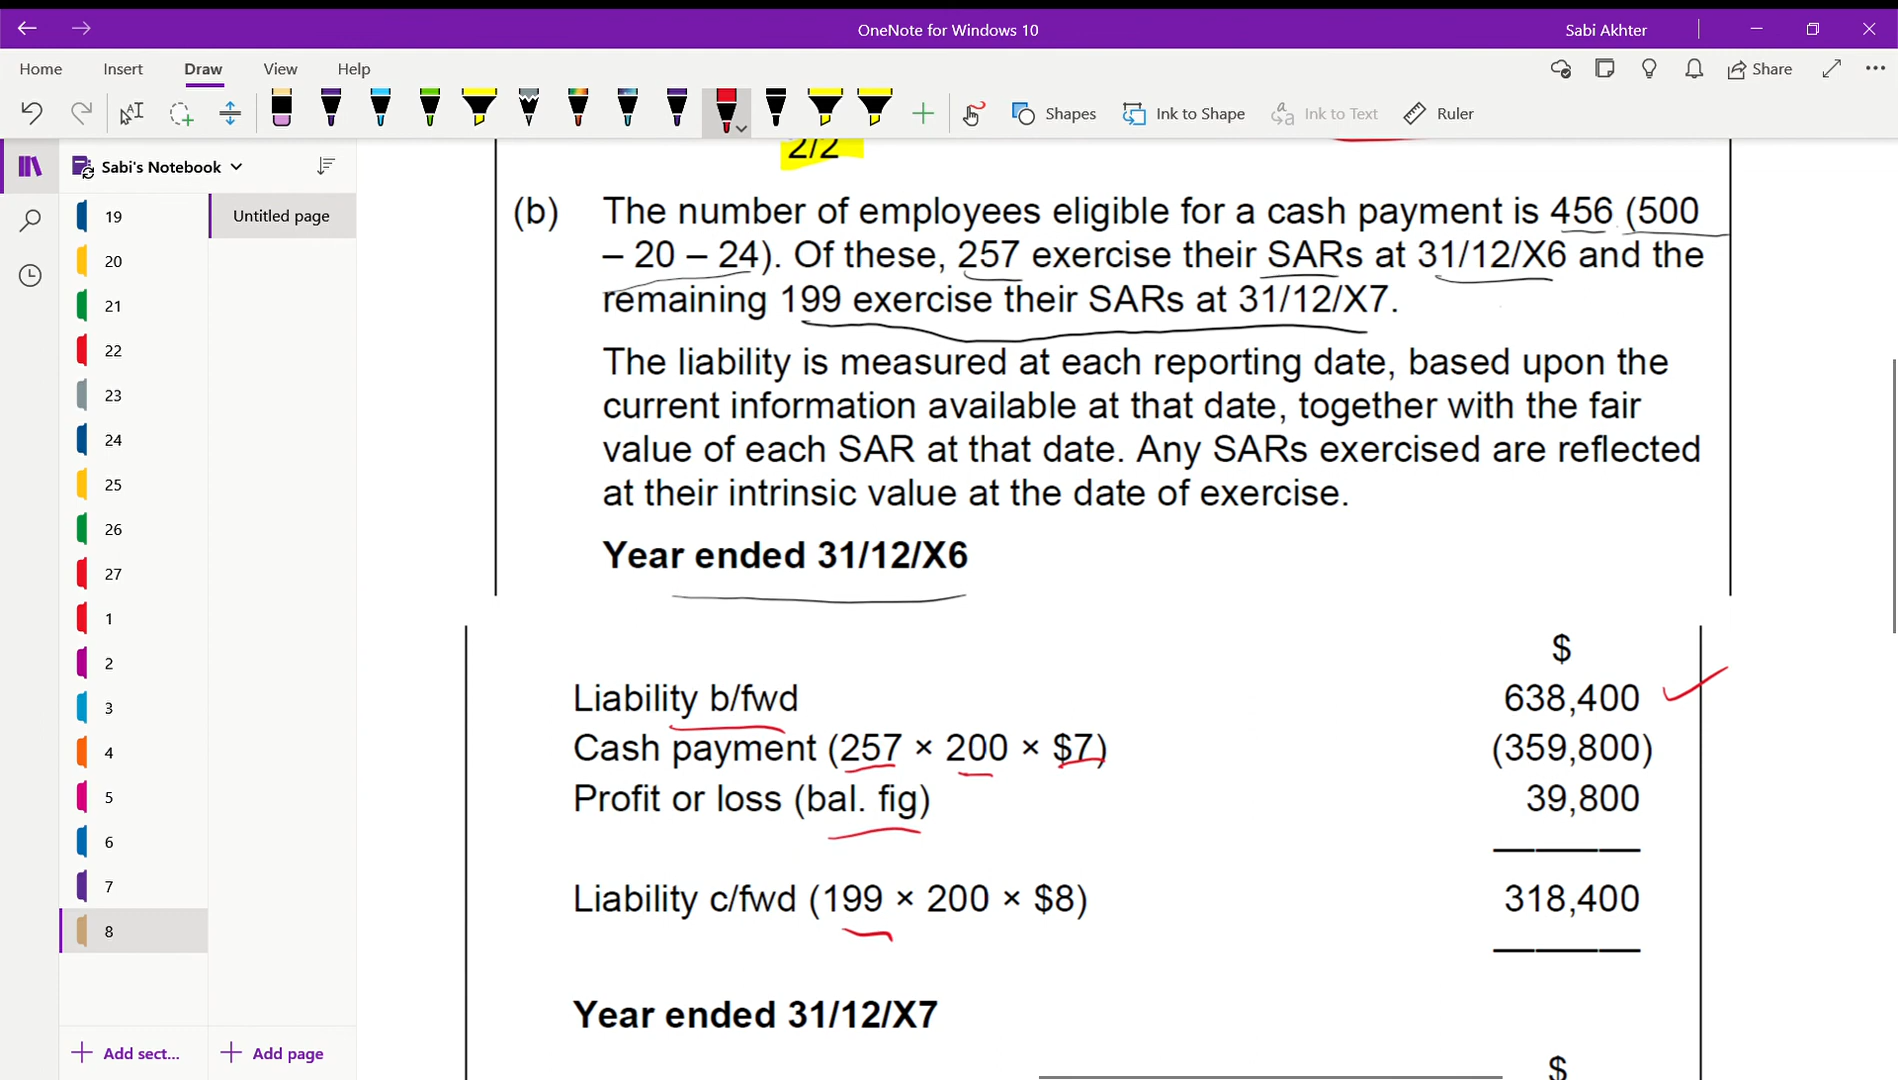 OneNote for Windows 10
Sabi Akhter
Home Insert Draw View Help
Share
Shapes Ink to Shape Ink to Text Ruler
Sabi's Notebook
Untitled page
19
20
21
22
23
24
25
26
27
1
2
3
4
5
6
7
8
Add sect...
Add page
2/2
(b) The number of employees eligible for a cash payment is 456 (500
– 20 – 24). Of these, 257 exercise their SARs at 31/12/X6 and the
remaining 199 exercise their SARs at 31/12/X7.
The liability is measured at each reporting date, based upon the
current information available at that date, together with the fair
value of each SAR at that date. Any SARs exercised are reflected
at their intrinsic value at the date of exercise.
Year ended 31/12/X6
$
Liability b/fwd 638,400
Cash payment (257 × 200 × $7) (359,800)
Profit or loss (bal. fig) 39,800
Liability c/fwd (199 × 200 × $8) 318,400
Year ended 31/12/X7
$